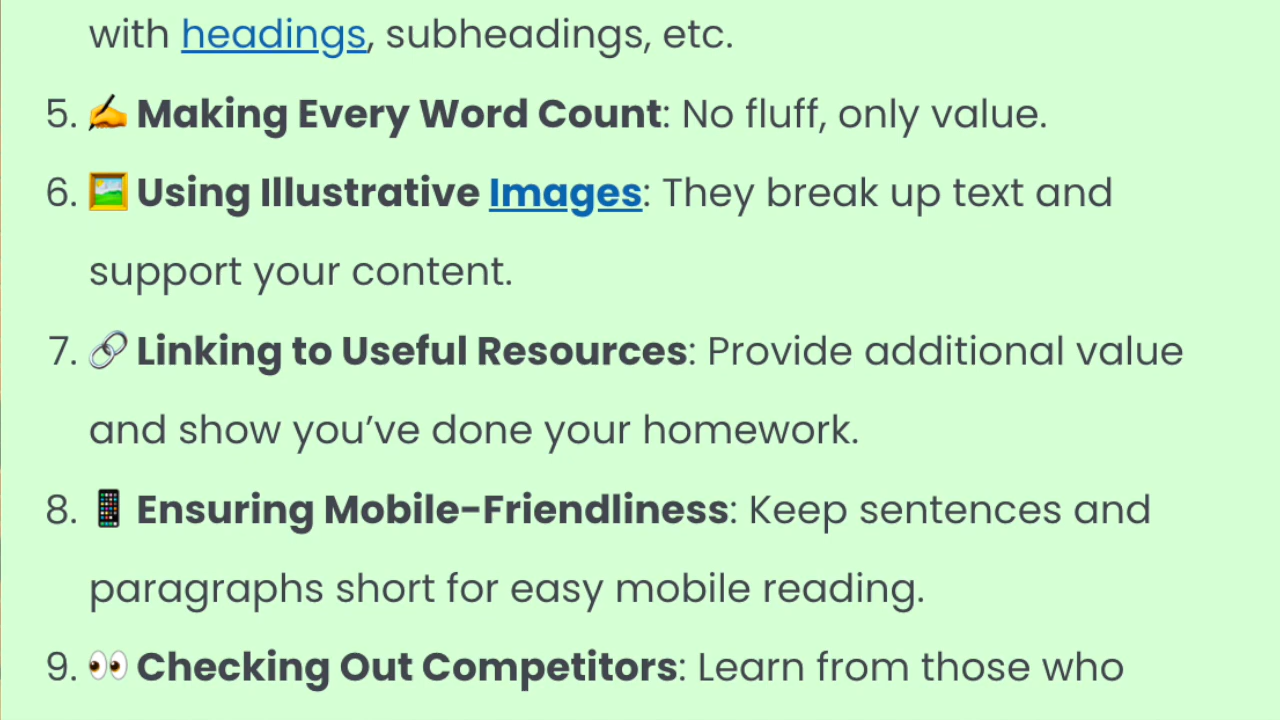 with headings, subheadings, etc.
5. ✍️ Making Every Word Count: No fluff, only value.
6. 🖼️ Using Illustrative Images: They break up text and
support your content.
7. 🔗 Linking to Useful Resources: Provide additional value
and show you’ve done your homework.
8. 📱 Ensuring Mobile-Friendliness: Keep sentences and
paragraphs short for easy mobile reading.
9. 👀 Checking Out Competitors: Learn from those who